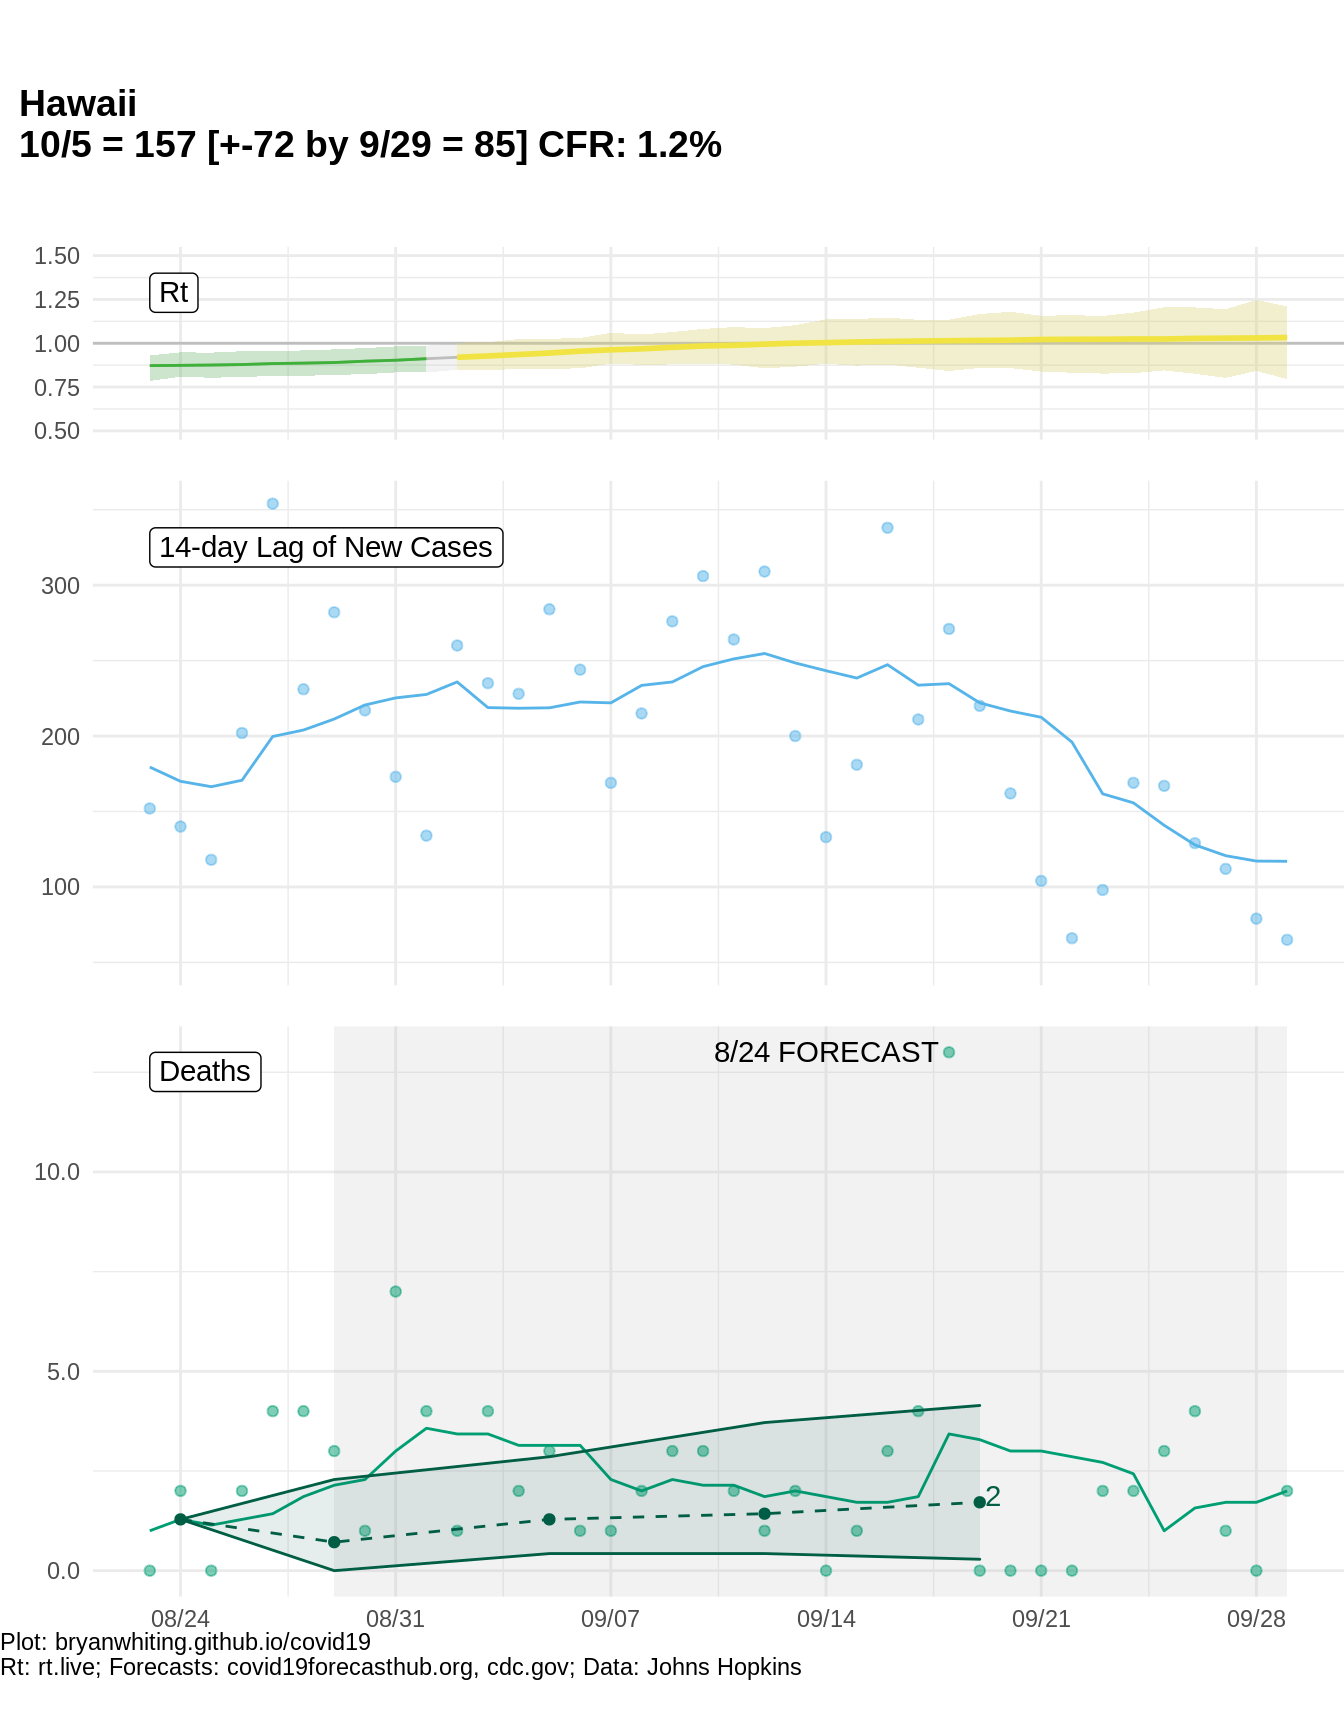 Hawaii
10/5 = 157 [+-72 by 9/29 = 85] CFR: 1.2%
1.50
1.25
1.00
0.75
0.50
Rt
14-day Lag of New Cases
300
200
100
8/24 FORECAST
Deaths
10.0
5.0
0.0
2
08/24 08/31 09/07 09/14 09/21 09/28
Plot: bryanwhiting.github.io/covid19
Rt: rt.live; Forecasts: covid19forecasthub.org, cdc.gov; Data: Johns Hopkins